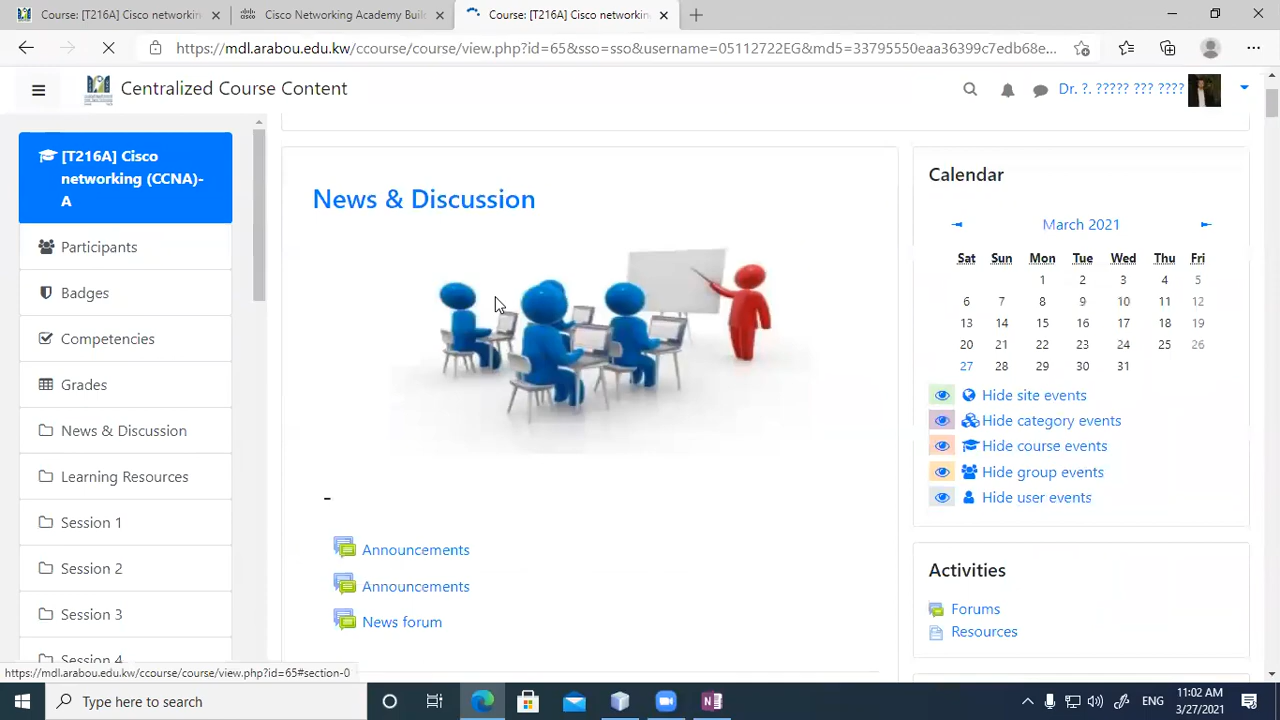 Course: [T216A] Cisco networkin
Cisco Networking Academy Buil
Course: [T216A] Cisco networkin
https://mdl.arabou.edu.kw/ccourse/course/view.php?id=65&sso=sso&username=05112722EG&md5=33795550eaa36399c7edb68e...
Centralized Course Content
Dr. ?. ????? ??? ????
[T216A] Cisco
networking (CCNA)-
A
Participants
Badges
Competencies
Grades
News & Discussion
Learning Resources
Session 1
Session 2
Session 3
Session 4
News & Discussion
-
Announcements
Announcements
News forum
Calendar
March 2021
Sat Sun Mon Tue Wed Thu Fri
1 2 3 4 5
6 7 8 9 10 11 12
13 14 15 16 17 18 19
20 21 22 23 24 25 26
27 28 29 30 31
Hide site events
Hide category events
Hide course events
Hide group events
Hide user events
Activities
Forums
Resources
https://mdl.arabou.edu.kw/ccourse/course/view.php?id=65#section-0
Type here to search
ENG
11:02 AM
3/27/2021